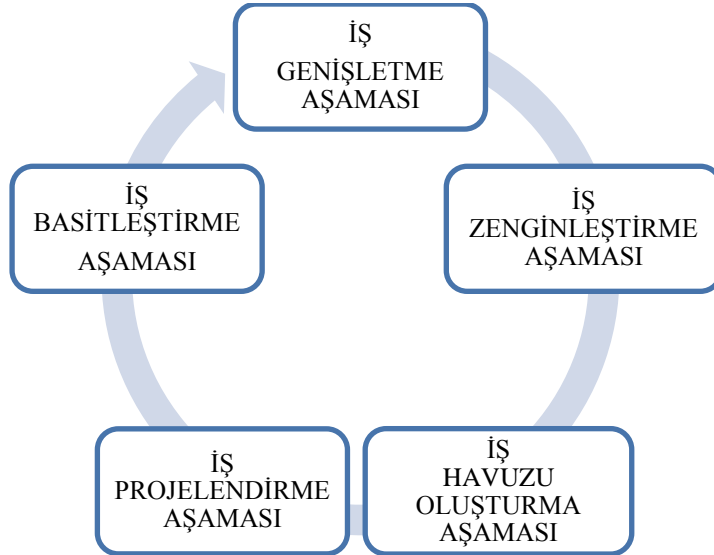 İŞ
GENİŞLETME
AŞAMASI
İŞ
ZENGİNLEŞTİRME
AŞAMASI
İŞ
HAVUZU
OLUŞTURMA
AŞAMASI
İŞ
PROJELENDİRME
AŞAMASI
İŞ
BASİTLEŞTİRME
AŞAMASI